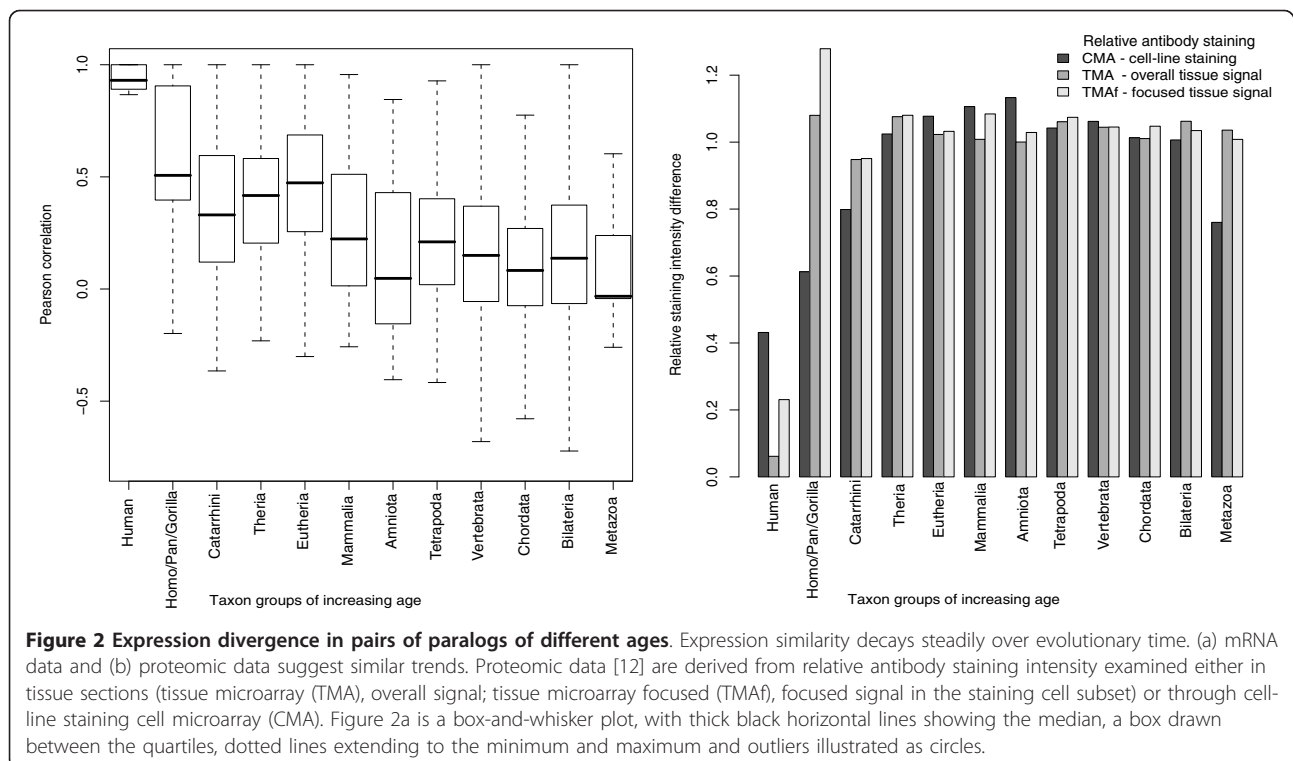 1.0
0.5
0.0
−0.5
Pearson correlation
Human
Homo/Pan/Gorilla
Catarrhini
Theria
Eutheria
Mammalia
Amniota
Tetrapoda
Vertebrata
Chordata
Bilateria
Metazoa
Taxon groups of increasing age
Relative antibody staining
CMA - cell-line staining
TMA - overall tissue signal
TMAf - focused tissue signal
1.2
1.0
0.8
0.6
0.4
0.2
0.0
Relative staining intensity difference
Human
Homo/Pan/Gorilla
Catarrhini
Theria
Eutheria
Mammalia
Amniota
Tetrapoda
Vertebrata
Chordata
Bilateria
Metazoa
Taxon groups of increasing age
Figure 2 Expression divergence in pairs of paralogs of different ages. Expression similarity decays steadily over evolutionary time. (a) mRNA
data and (b) proteomic data suggest similar trends. Proteomic data [12] are derived from relative antibody staining intensity examined either in
tissue sections (tissue microarray (TMA), overall signal; tissue microarray focused (TMAf), focused signal in the staining cell subset) or through cell-
line staining cell microarray (CMA). Figure 2a is a box-and-whisker plot, with thick black horizontal lines showing the median, a box drawn
between the quartiles, dotted lines extending to the minimum and maximum and outliers illustrated as circles.